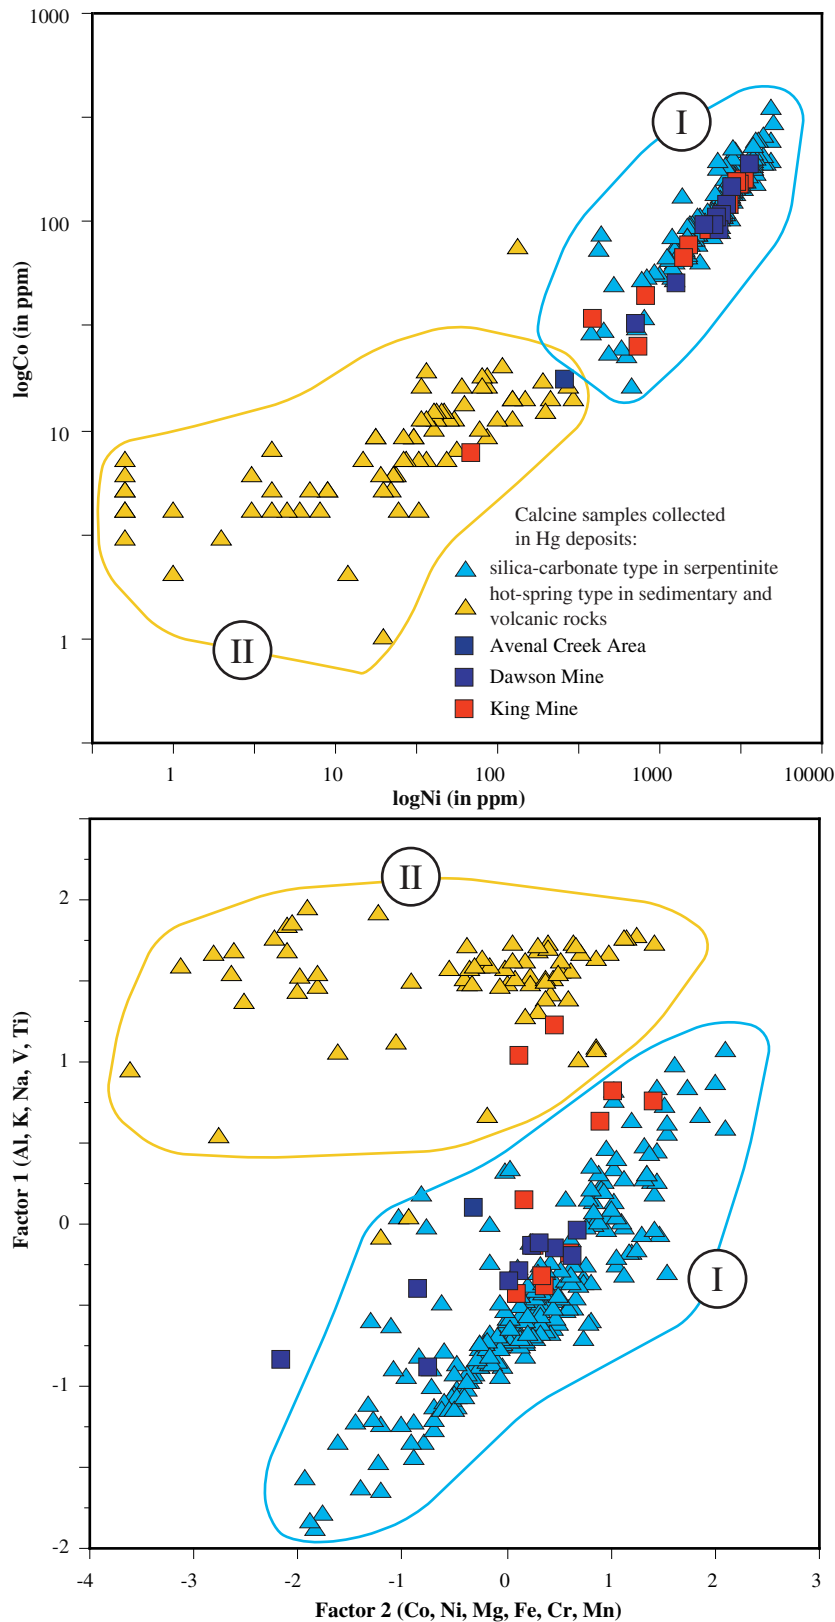 1000
I
100
logCo (in ppm)
10
Calcine samples collected
in Hg deposits:
silica-carbonate type in serpentinite
hot-spring type in sedimentary and
volcanic rocks
1
II
Avenal Creek Area
Dawson Mine
King Mine
1 10 100 1000 10000
logNi (in ppm)
II
2
1
Factor 1 (Al, K, Na, V, Ti)
0
I
-1
-2
-4 -3 -2 -1 0 1 2 3
Factor 2 (Co, Ni, Mg, Fe, Cr, Mn)